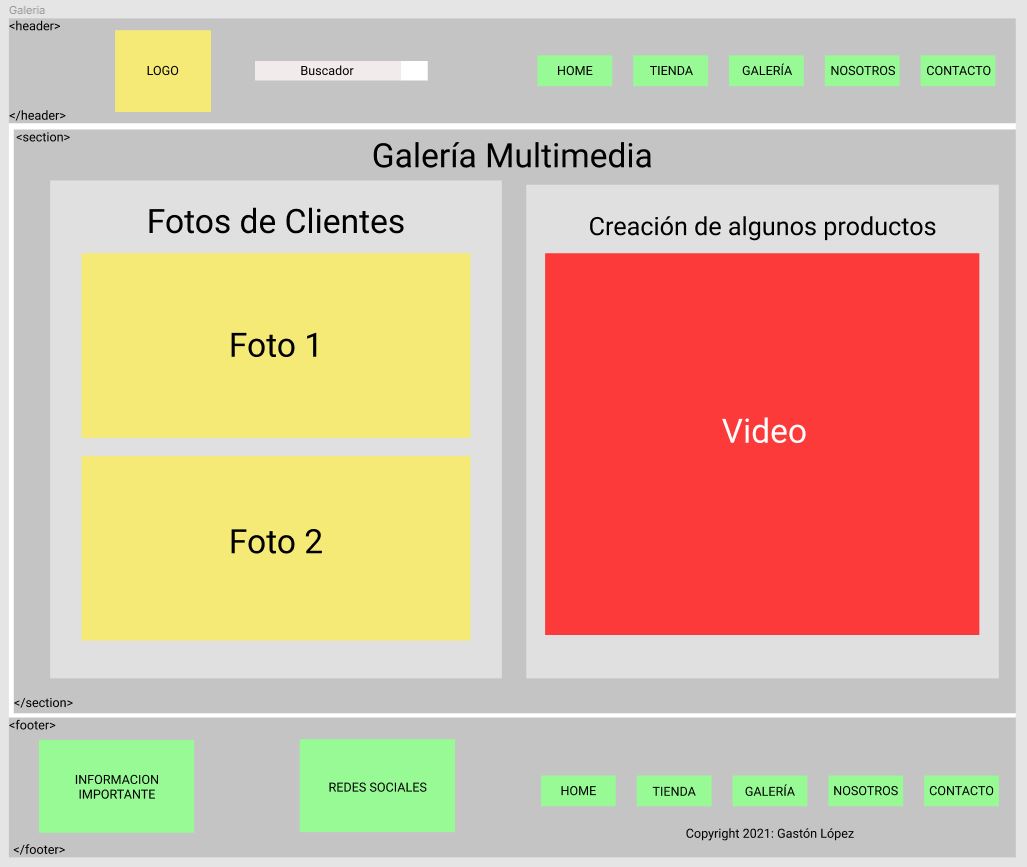 Galeria
<header>
LOGO
Buscador
HOME
TIENDA
GALERÍA
NOSOTROS
CONTACTO
</header>
<section>
Galería Multimedia
Fotos de Clientes
Creación de algunos productos
Foto 1
Video
Foto 2
</section>
<footer>
INFORMACION
IMPORTANTE
REDES SOCIALES
HOME
TIENDA
GALERÍA
NOSOTROS
CONTACTO
Copyright 2021: Gastón López
</footer>